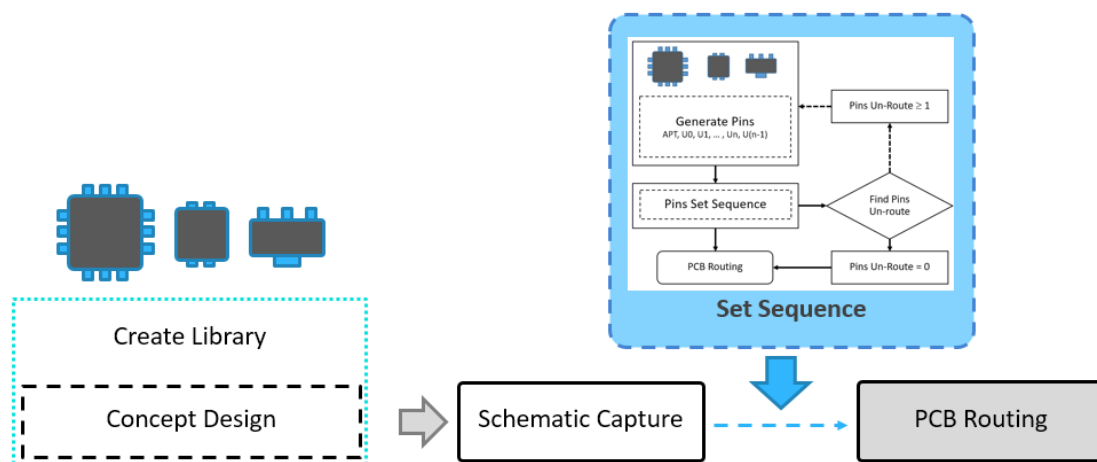 Generate Pins
APT, U0, U1, ... , Un, U(n-1)
Pins Un-Route ≥ 1
Pins Set Sequence
Find Pins
Un-route
PCB Routing
Pins Un-Route = 0
Set Sequence
Create Library
Concept Design
Schematic Capture
PCB Routing